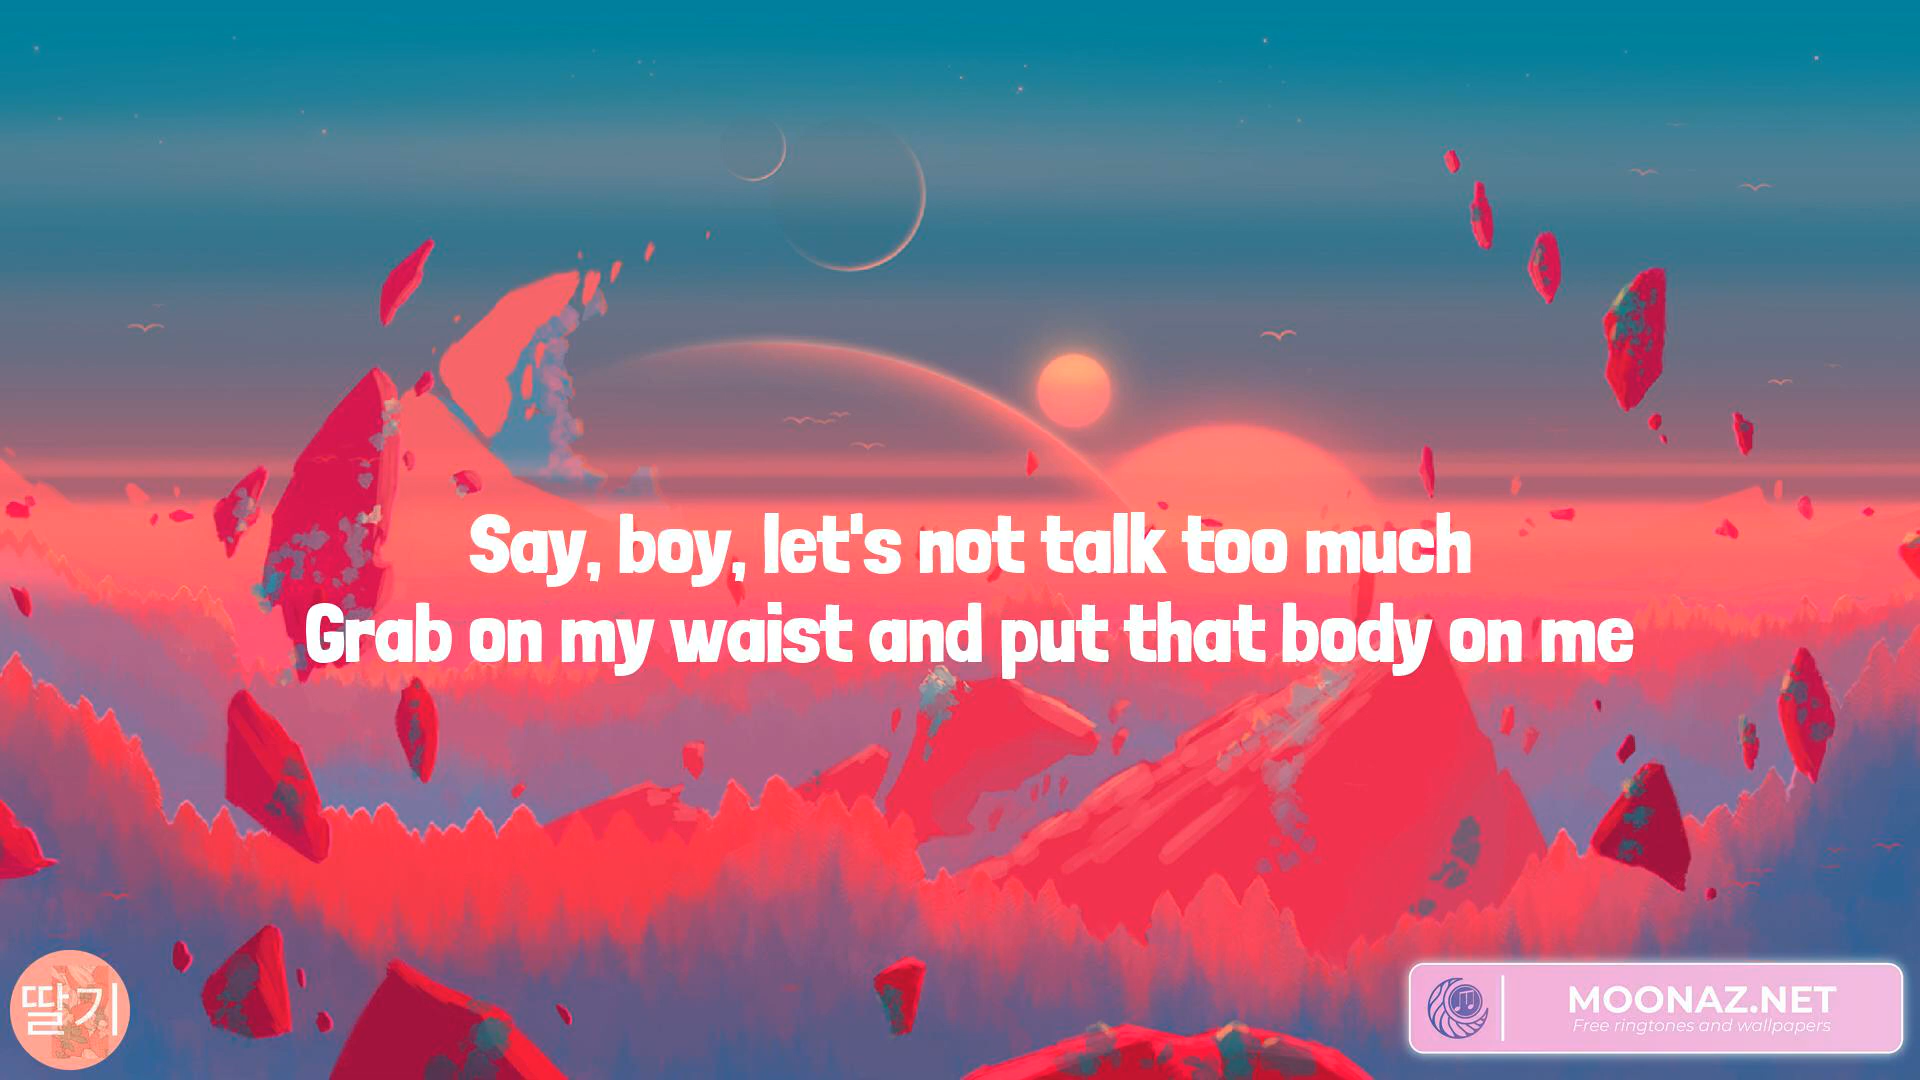 Say, boy, let's not talk too much
Grab on my waist and put that body on me
딸기
MOONAZ.NET
Free ringtones and wallpapers